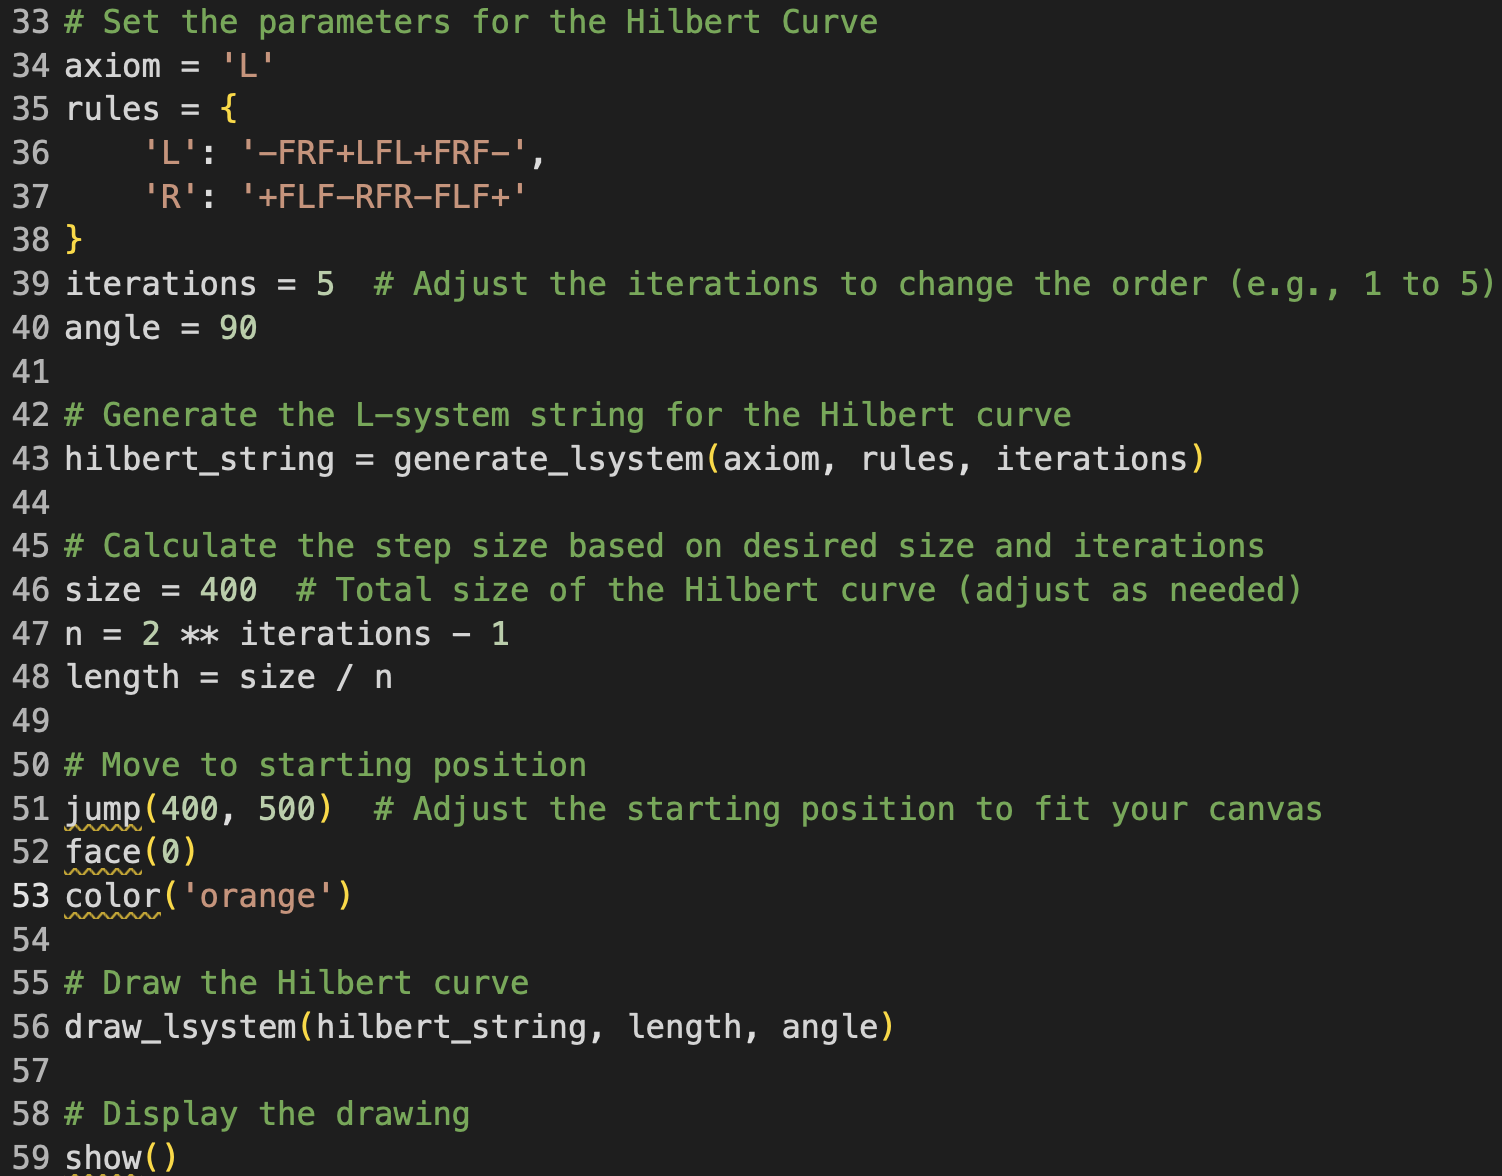 33 # Set the parameters for the Hilbert Curve
34 axiom = 'L'
35 rules = {
36     'L': '-FRF+LFL+FRF-',
37     'R': '+FLF-RFR-FLF+'
38 }
39 iterations = 5  # Adjust the iterations to change the order (e.g., 1 to 5)
40 angle = 90
41
42 # Generate the L-system string for the Hilbert curve
43 hilbert_string = generate_lsystem(axiom, rules, iterations)
44
45 # Calculate the step size based on desired size and iterations
46 size = 400  # Total size of the Hilbert curve (adjust as needed)
47 n = 2 ** iterations - 1
48 length = size / n
49
50 # Move to starting position
51 jump(400, 500)  # Adjust the starting position to fit your canvas
52 face(0)
53 color('orange')
54
55 # Draw the Hilbert curve
56 draw_lsystem(hilbert_string, length, angle)
57
58 # Display the drawing
59 show()